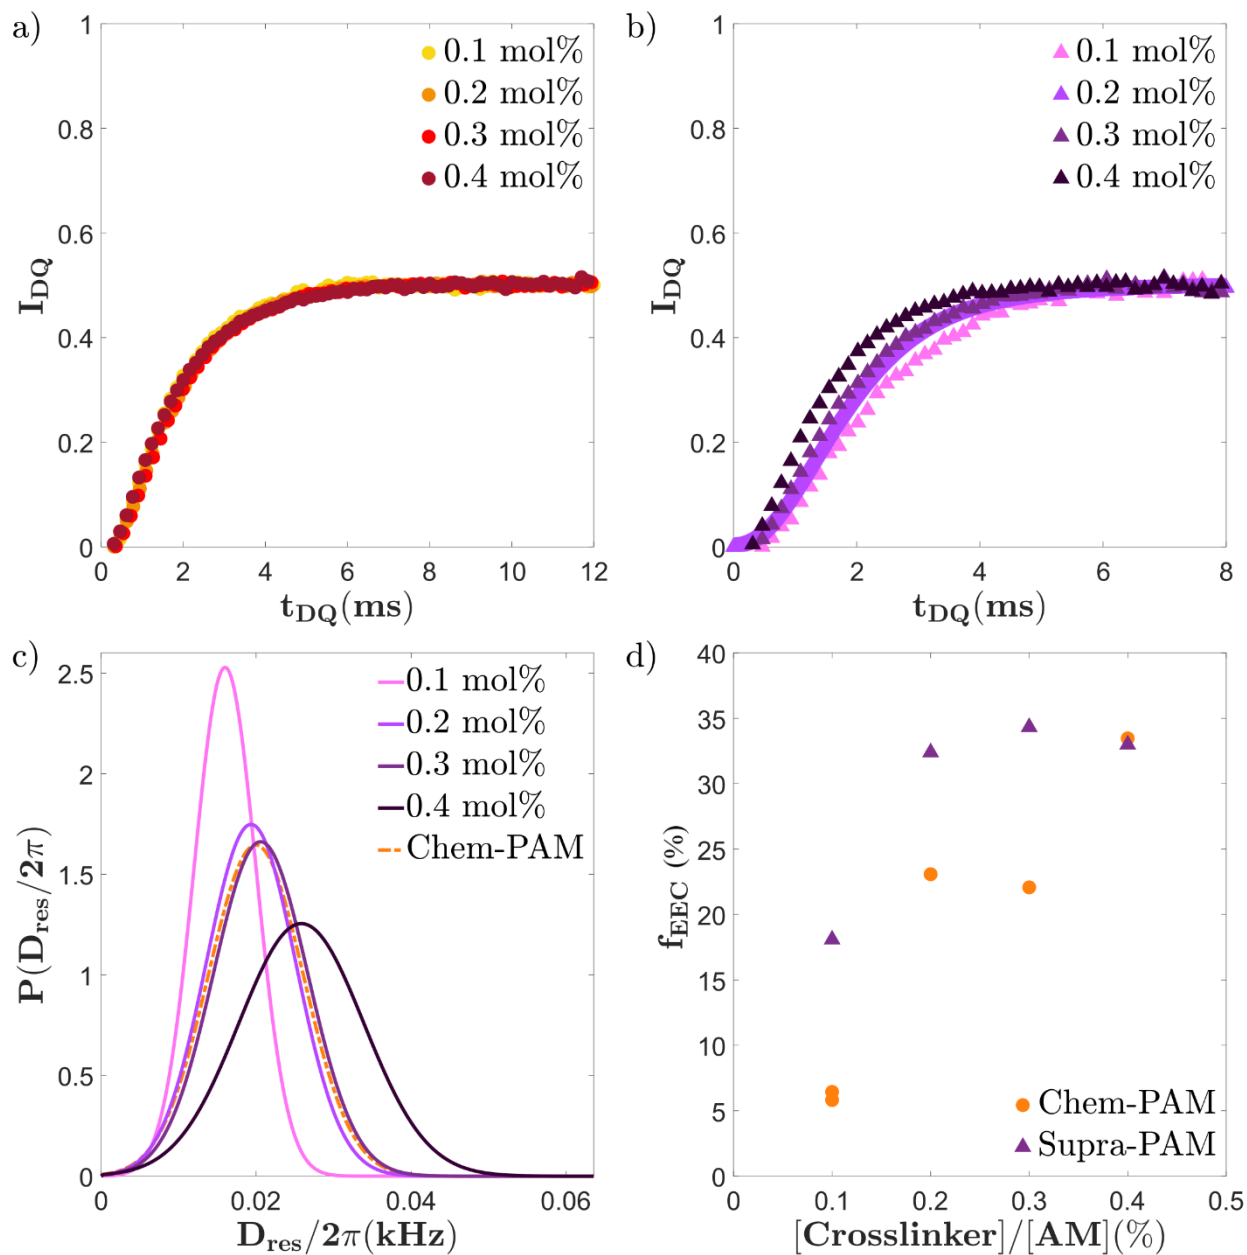 a)
1
0.8
0.6
0.4
0.2
0
I_DQ
0 2 4 6 8 10 12
t_DQ(ms)
0.1 mol%
0.2 mol%
0.3 mol%
0.4 mol%
b)
1
0.8
0.6
0.4
0.2
0
I_DQ
0 2 4 6 8
t_DQ(ms)
0.1 mol%
0.2 mol%
0.3 mol%
0.4 mol%
c)
2.5
2
1.5
1
0.5
0
P(D_res/2π)
0 0.02 0.04 0.06
D_res/2π(kHz)
0.1 mol%
0.2 mol%
0.3 mol%
0.4 mol%
Chem-PAM
d)
40
35
30
25
20
15
10
5
0
f_EEC (%)
0 0.1 0.2 0.3 0.4 0.5
[Crosslinker]/[AM](%)
Chem-PAM
Supra-PAM